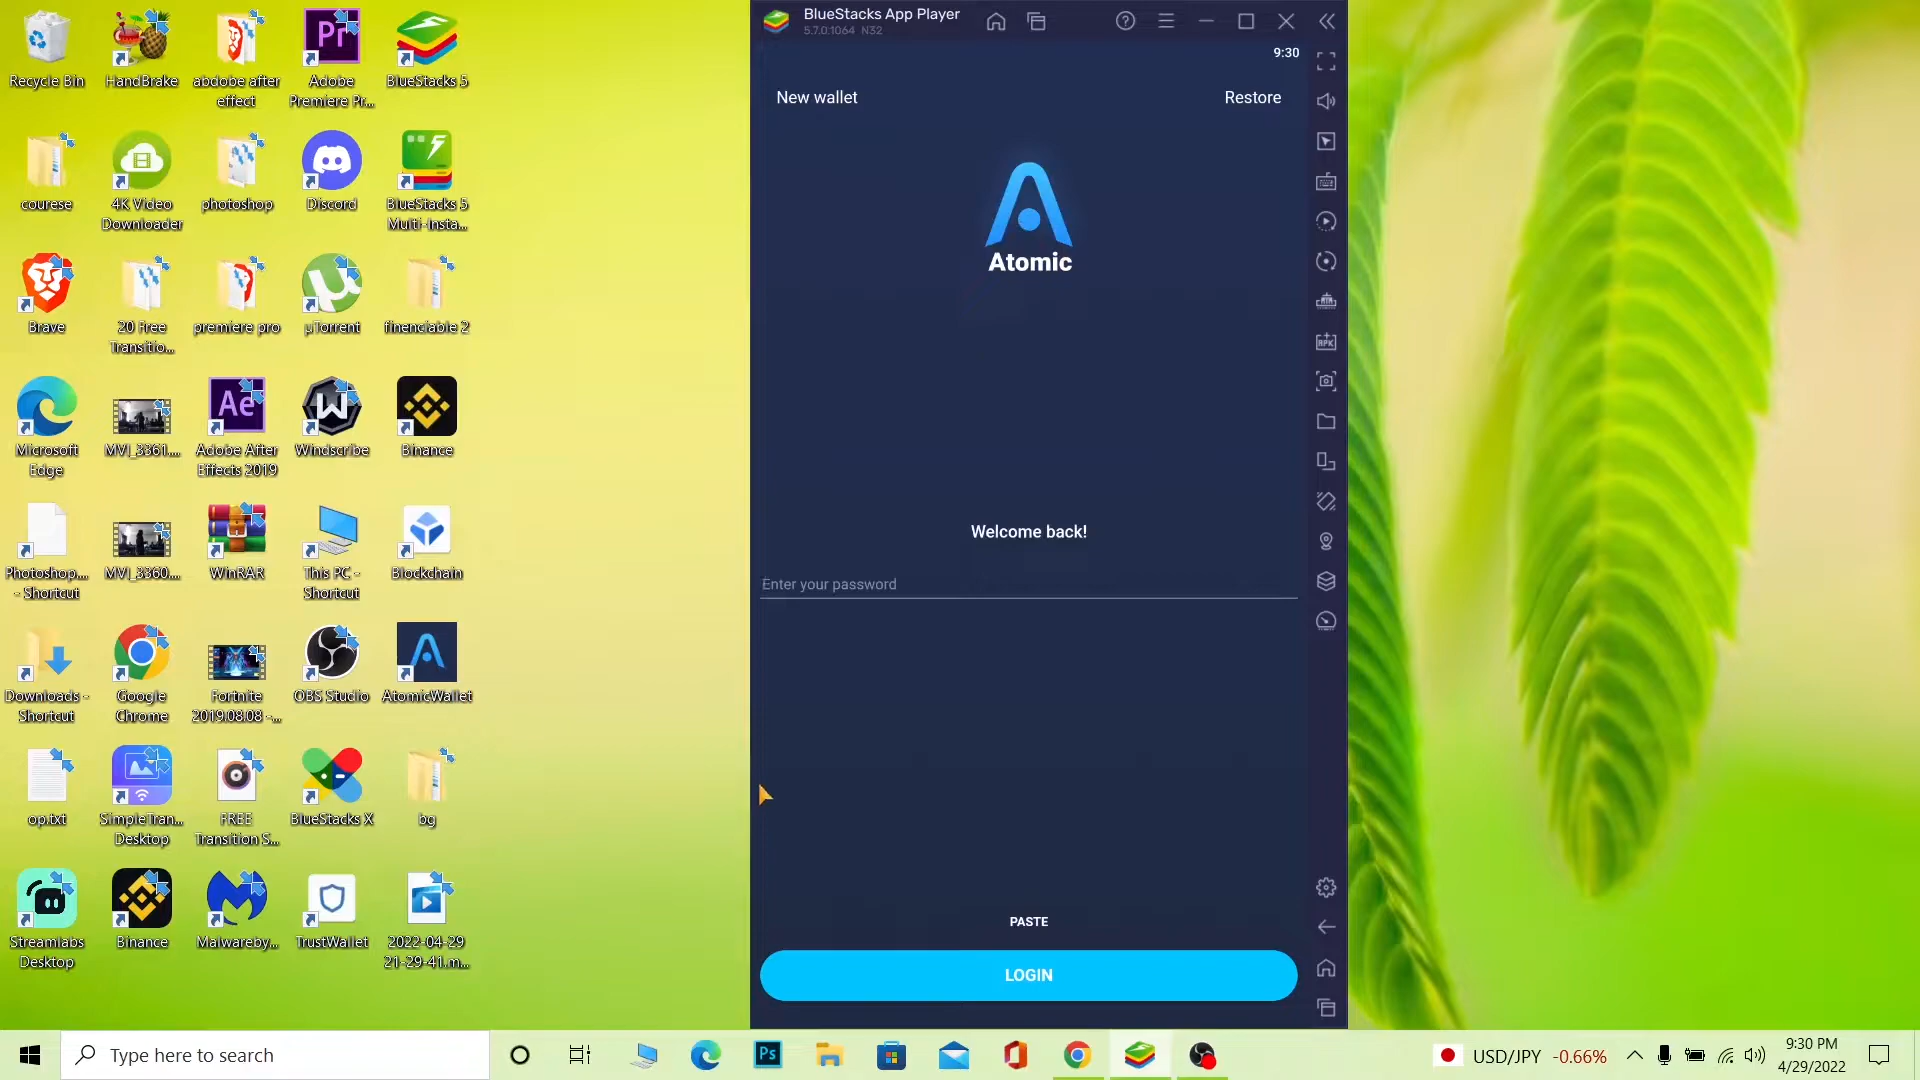 BlueStacks App Player
5.7.0.1064 N32
9:30
New wallet
Restore
Atomic
Welcome back!
Enter your password
PASTE
LOGIN
Recycle Bin
HandBrake
abdobe after
effect
Adobe
Premiere Pr...
BlueStacks 5
courese
4K Video
Downloader
photoshop
Discord
BlueStacks 5
Multi-Insta...
Brave
20 Free
Transitio...
premiere pro
µTorrent
finenciable 2
Microsoft
Edge
MVI_3361....
Adobe After
Effects 2019
Windscribe
Binance
Photoshop....
- Shortcut
MVI_3360....
WinRAR
This PC -
Shortcut
Blockchain
Downloads -
Shortcut
Google
Chrome
Fortnite
2019.08.08 -...
OBS Studio
AtomicWallet
op.txt
SimpleTran...
Desktop
FREE
Transition S...
BlueStacks X
bg
Streamlabs
Desktop
Binance
Malwareby...
TrustWallet
2022-04-29
21-29-41.m...
Type here to search
USD/JPY -0.66%
9:30 PM
4/29/2022